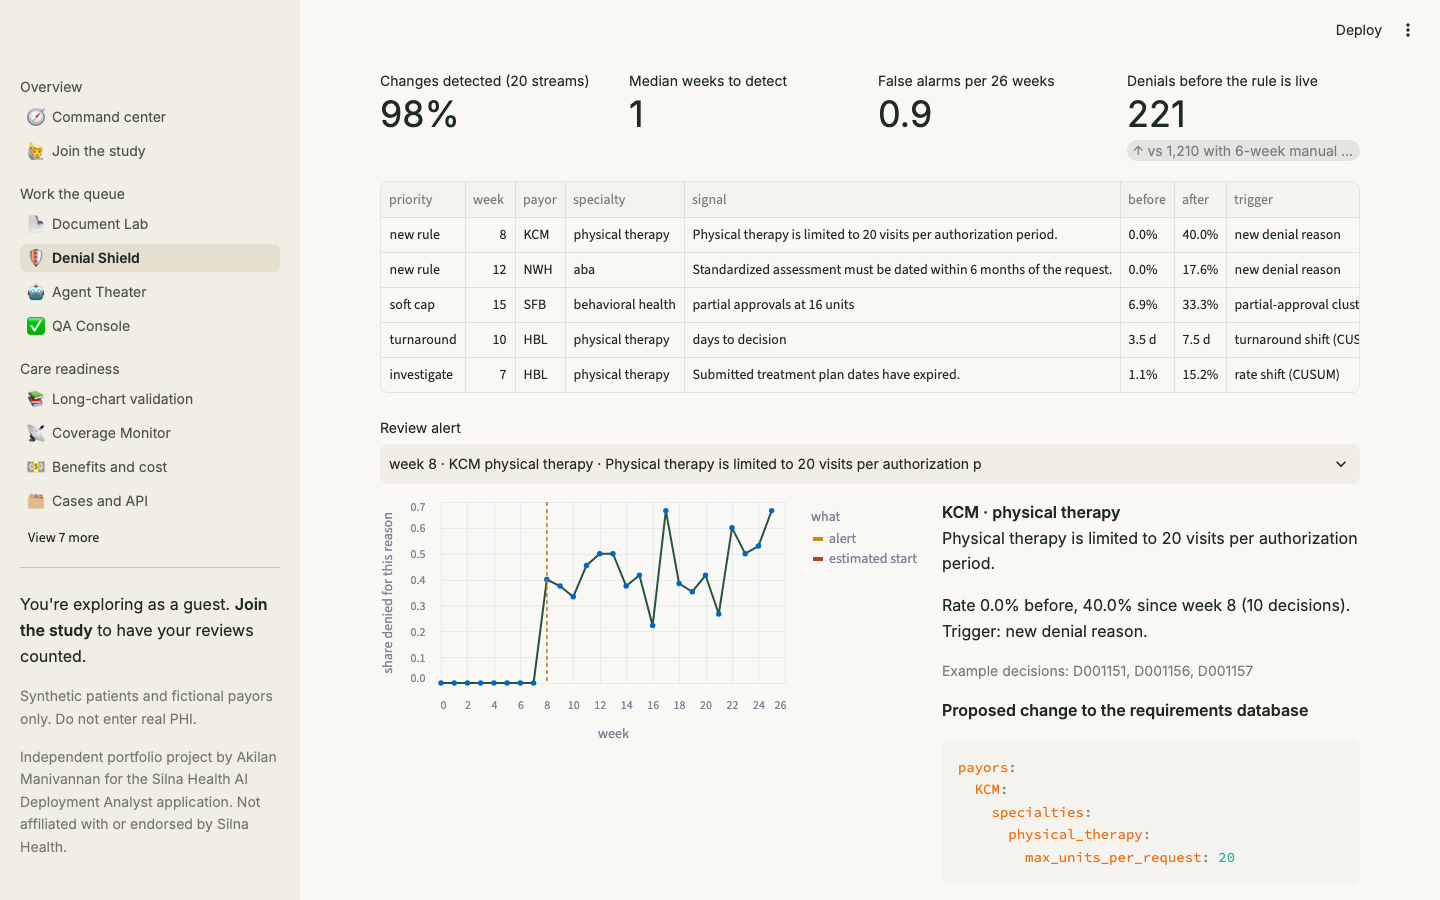 Deploy
Overview
Command center
Join the study
Work the queue
Document Lab
Denial Shield
Agent Theater
QA Console
Care readiness
Long-chart validation
Coverage Monitor
Benefits and cost
Cases and API
View 7 more
You're exploring as a guest. Join
the study to have your reviews
counted.
Synthetic patients and fictional payors
only. Do not enter real PHI.
Independent portfolio project by Akilan
Manivannan for the Silna Health AI
Deployment Analyst application. Not
affiliated with or endorsed by Silna
Health.
Changes detected (20 streams)
98%
Median weeks to detect
1
False alarms per 26 weeks
0.9
Denials before the rule is live
221
↑ vs 1,210 with 6-week manual ...
priority week payor specialty signal before after trigger
new rule 8 KCM physical therapy Physical therapy is limited to 20 visits per authorization period. 0.0% 40.0% new denial reason
new rule 12 NWH aba Standardized assessment must be dated within 6 months of the request. 0.0% 17.6% new denial reason
soft cap 15 SFB behavioral health partial approvals at 16 units 6.9% 33.3% partial-approval clust
turnaround 10 HBL physical therapy days to decision 3.5 d 7.5 d turnaround shift (CUS
investigate 7 HBL physical therapy Submitted treatment plan dates have expired. 1.1% 15.2% rate shift (CUSUM)
Review alert
week 8 · KCM physical therapy · Physical therapy is limited to 20 visits per authorization p
share denied for this reason
0.7
0.6
0.5
0.4
0.3
0.2
0.1
0.0
0 2 4 6 8 10 12 14 16 18 20 22 24 26
week
what
alert
estimated start
KCM · physical therapy
Physical therapy is limited to 20 visits per authorization
period.
Rate 0.0% before, 40.0% since week 8 (10 decisions).
Trigger: new denial reason.
Example decisions: D001151, D001156, D001157
Proposed change to the requirements database
payors:
KCM:
specialties:
physical_therapy:
max_units_per_request: 20